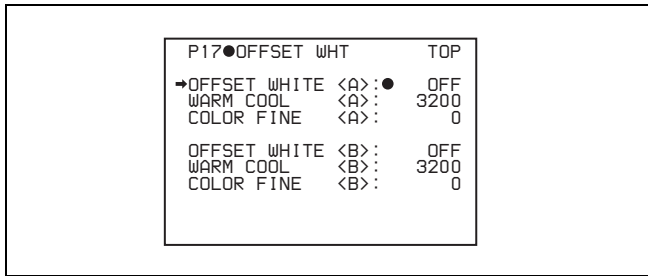 P17●OFFSET WHT TOP
➡OFFSET WHITE <A>:● OFF
WARM COOL <A>: 3200
COLOR FINE <A>: 0
OFFSET WHITE <B>: OFF
WARM COOL <B>: 3200
COLOR FINE <B>: 0